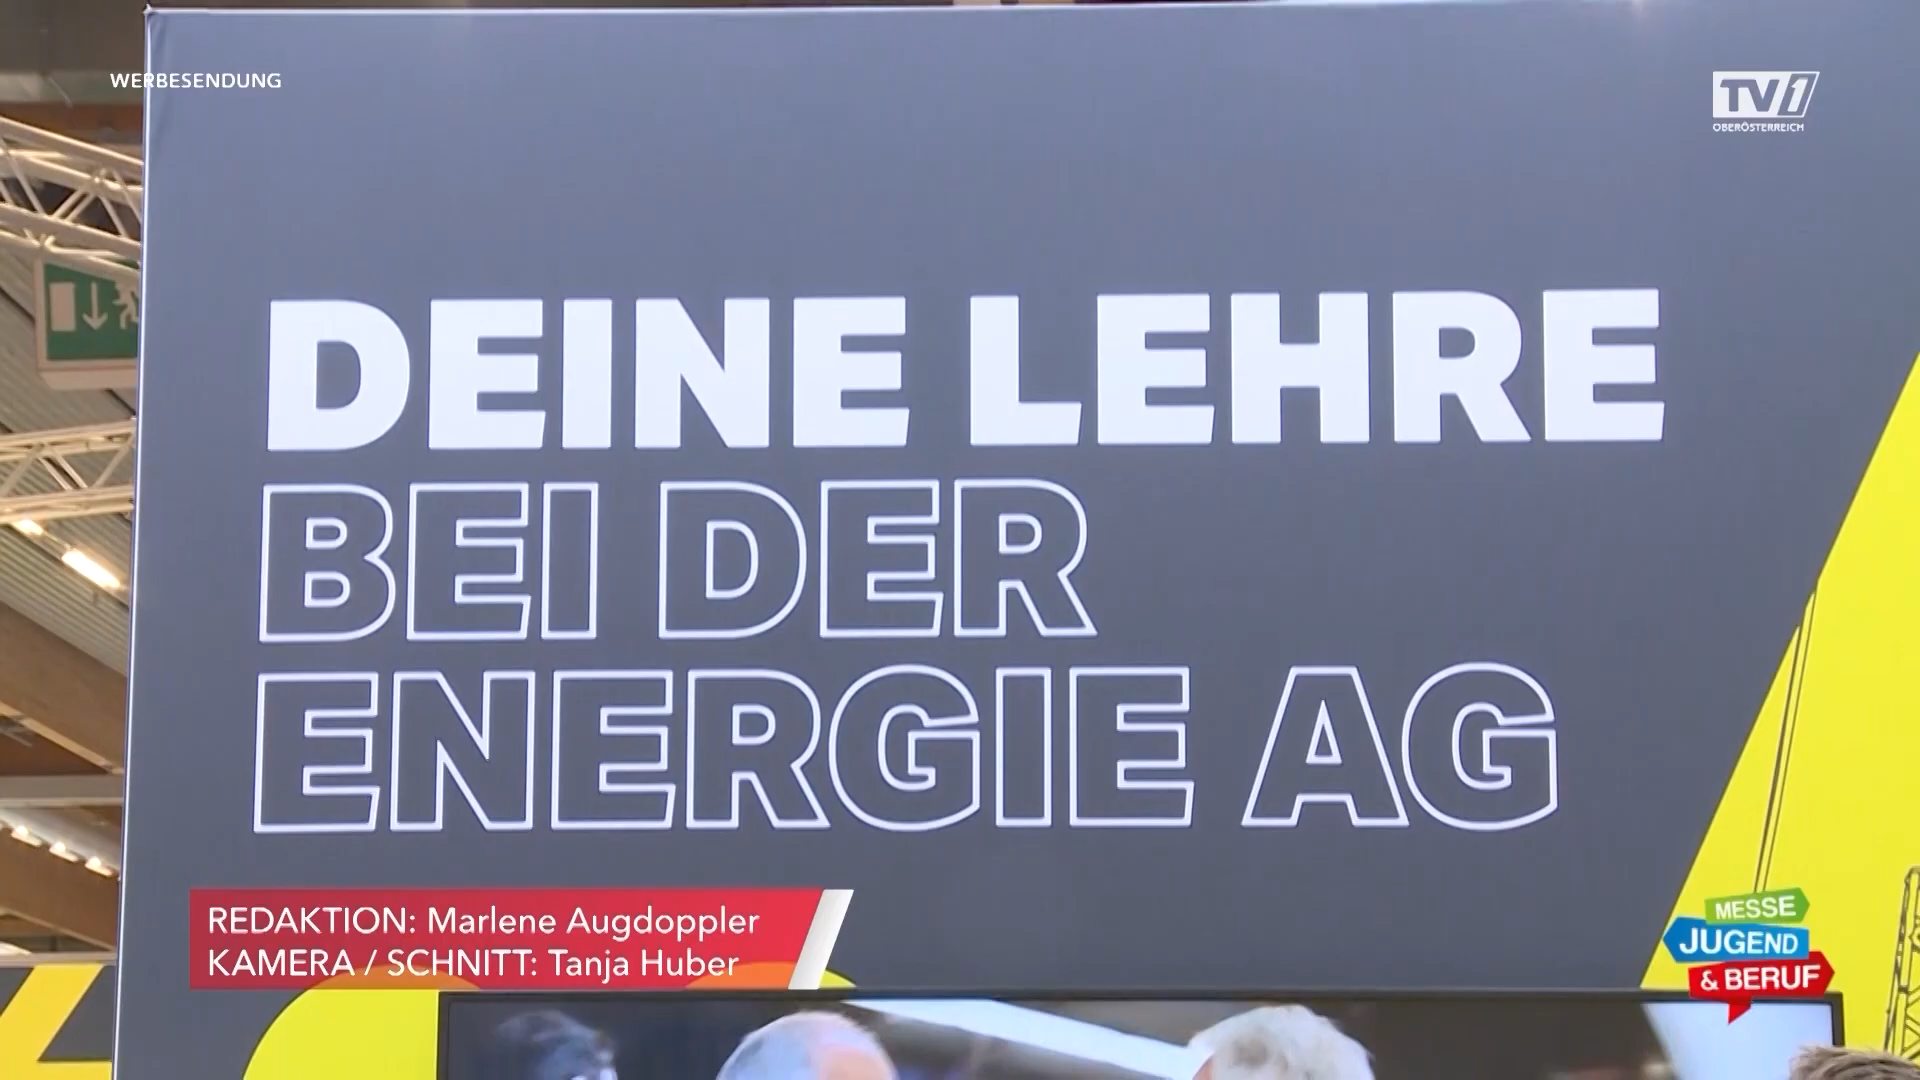 WERBESENDUNG
TV1
OBERÖSTERREICH
DEINE LEHRE
BEI DER
ENERGIE AG
REDAKTION: Marlene Augdoppler
KAMERA / SCHNITT: Tanja Huber
MESSE
JUGEND
& BERUF